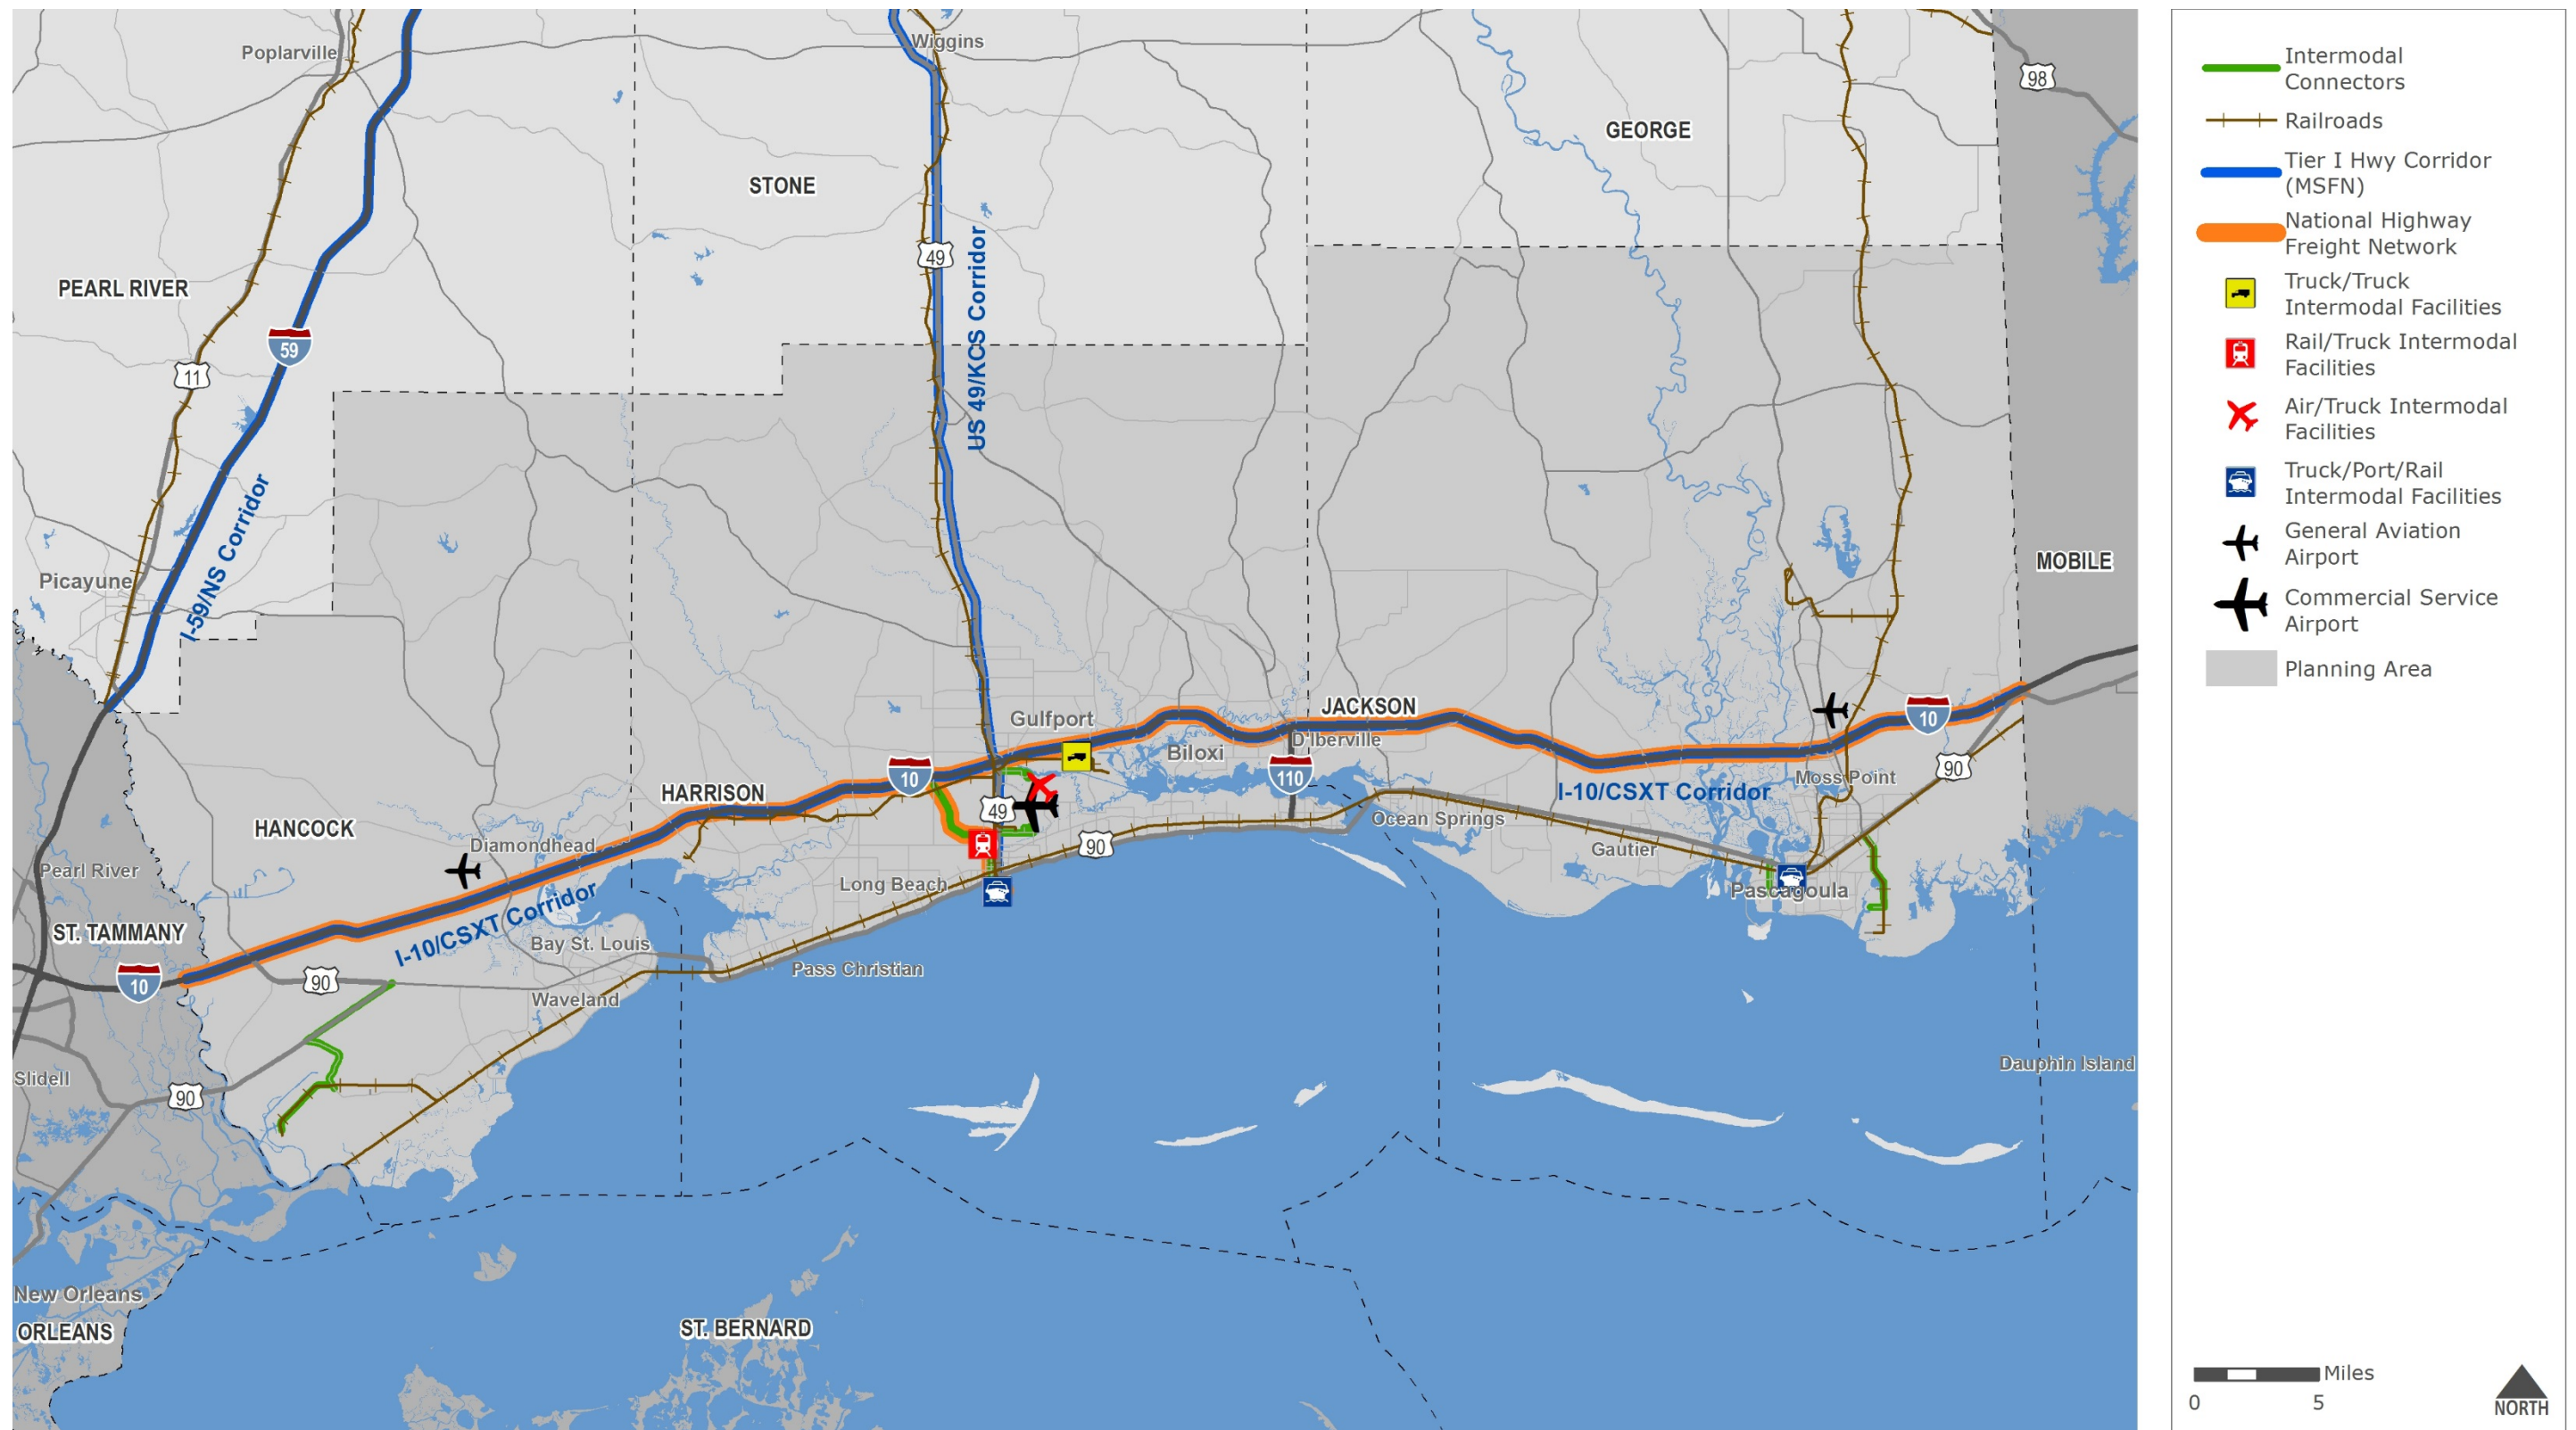 Poplarville
Wiggins
98
GEORGE
STONE
49
US 49/KCS Corridor
PEARL RIVER
59
11
I-59/NS Corridor
Picayune
MOBILE
JACKSON
Gulfport
10
D'Iberville
Biloxi
10
110
90
Moss Point
HARRISON
I-10/CSXT Corridor
49
Ocean Springs
HANCOCK
Diamondhead
90
Gautier
Pearl River
Long Beach
Pascagoula
ST. TAMMANY
I-10/CSXT Corridor
Bay St. Louis
Pass Christian
10
90
Waveland
Slidell
90
Dauphin Island
New Orleans
ORLEANS
ST. BERNARD
Intermodal
Connectors
Railroads
Tier I Hwy Corridor
(MSFN)
National Highway
Freight Network
Truck/Truck
Intermodal Facilities
Rail/Truck Intermodal
Facilities
Air/Truck Intermodal
Facilities
Truck/Port/Rail
Intermodal Facilities
General Aviation
Airport
Commercial Service
Airport
Planning Area
Miles
0 5
NORTH